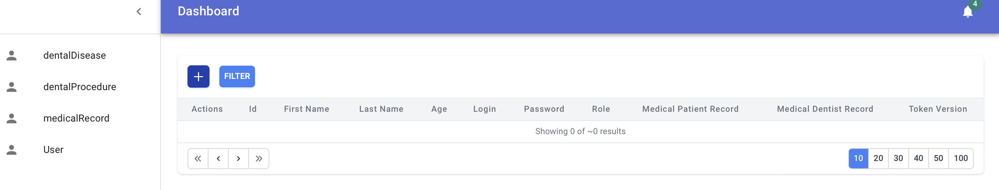 Dashboard
4
dentalDisease
dentalProcedure
medicalRecord
User
+ FILTER
Actions Id First Name Last Name Age Login Password Role Medical Patient Record Medical Dentist Record Token Version
Showing 0 of ~0 results
« ‹ › » 10 20 30 40 50 100